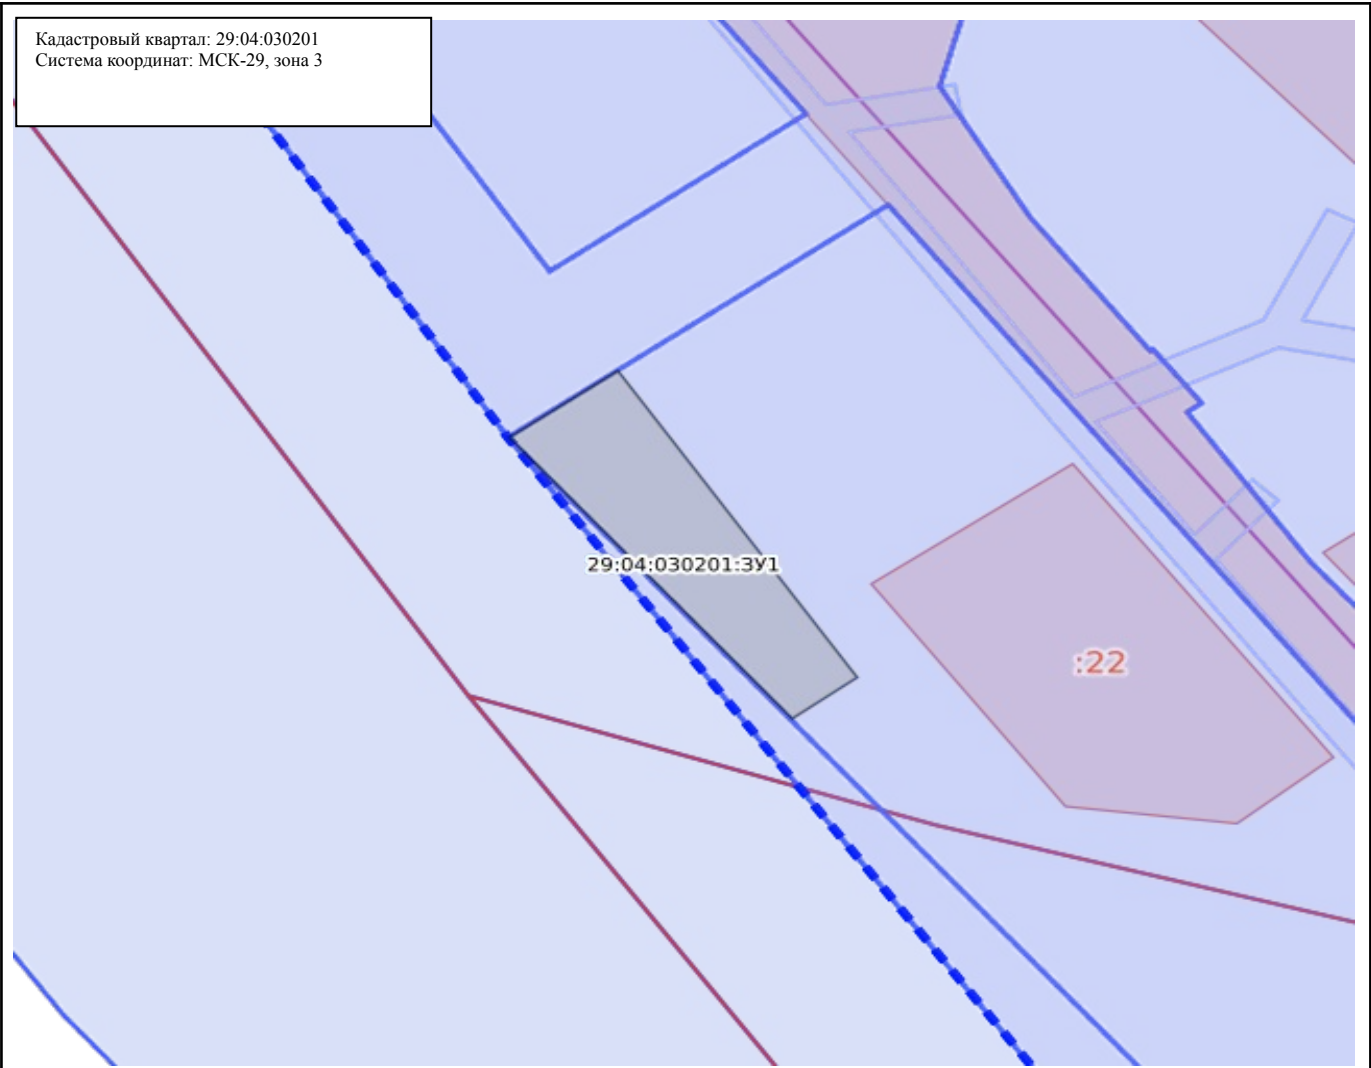 Кадастровый квартал: 29:04:030201
Система координат: МСК-29, зона 3
29:04:030201:ЗУ1
:22